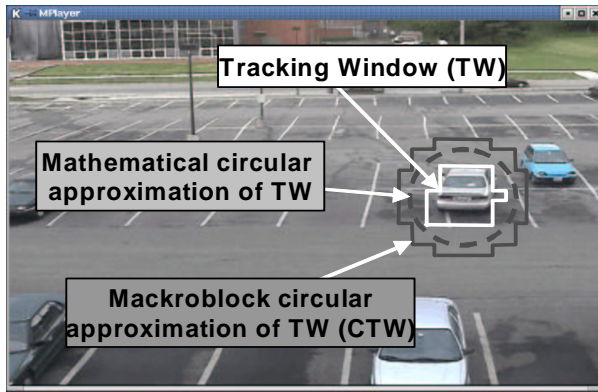 K MPlayer
Tracking Window (TW)
Mathematical circular
approximation of TW
Mackroblock circular
approximation of TW (CTW)